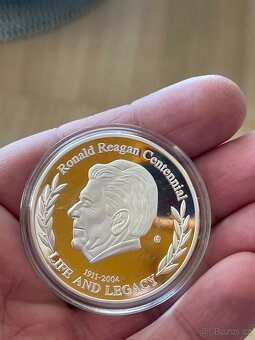 Ronald Reagan Centennial
1911-2004
LIFE AND LEGACY
®
© Bazos.cz